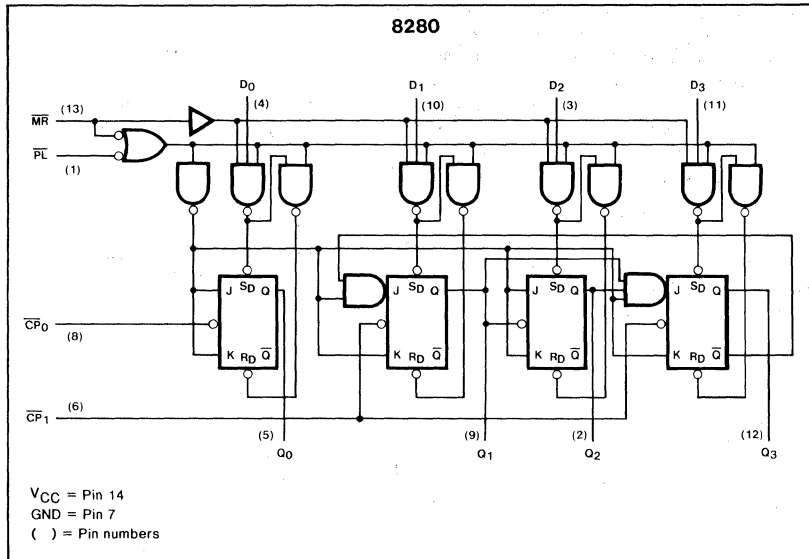 8280
D0 D1 D2 D3
(4) (10) (3) (11)
MR (13)
PL
(1)
J SD Q J SD Q J SD Q J SD Q
CP0
(8)
K RD Q K RD Q K RD Q K RD Q
CP1
(6)
(5) (9) (2) (12)
Q0 Q1 Q2 Q3
VCC = Pin 14
GND = Pin 7
( ) = Pin numbers